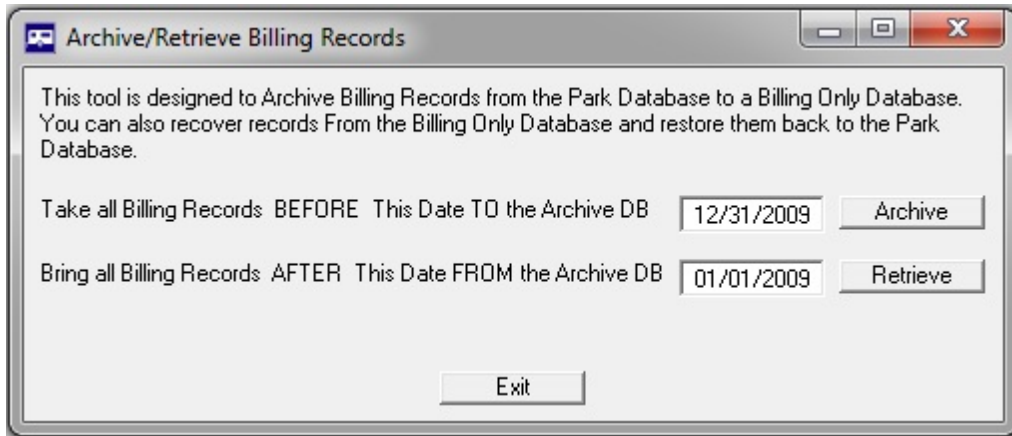 Archive/Retrieve Billing Records
This tool is designed to Archive Billing Records from the Park Database to a Billing Only Database.
You can also recover records From the Billing Only Database and restore them back to the Park
Database.
Take all Billing Records BEFORE This Date TO the Archive DB 12/31/2009 Archive
Bring all Billing Records AFTER This Date FROM the Archive DB 01/01/2009 Retrieve
Exit